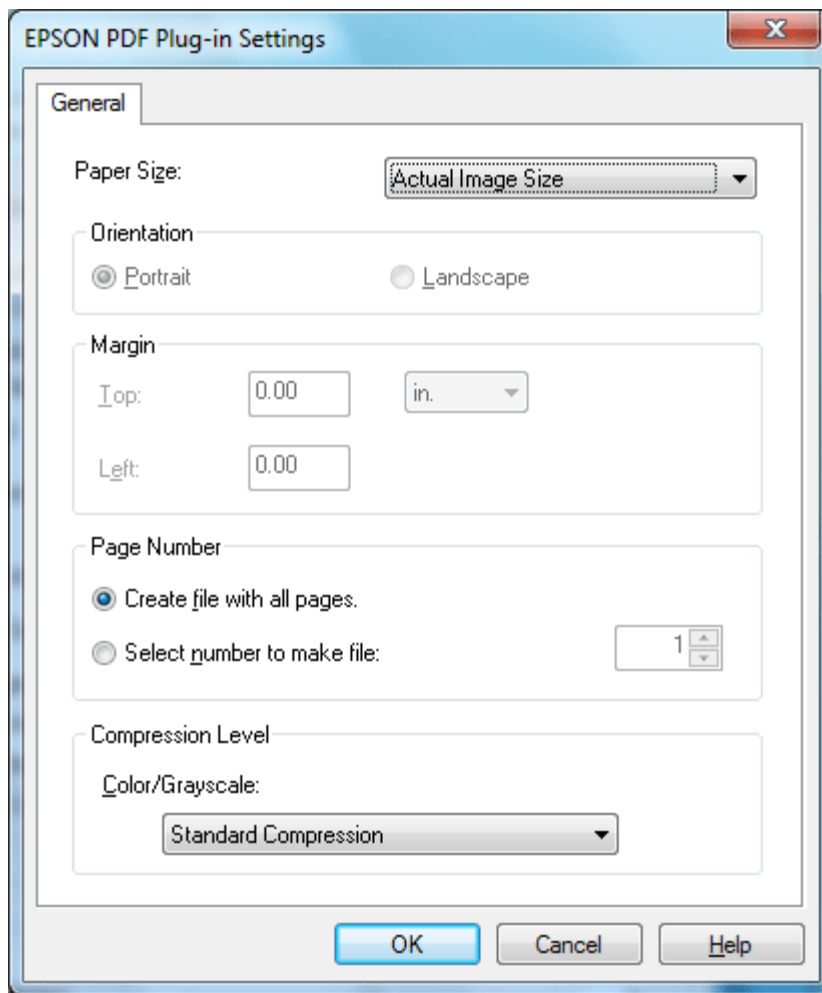 EPSON PDF Plug-in Settings
General
Paper Size: Actual Image Size
Orientation
Portrait Landscape
Margin
Top: 0.00 in.
Left: 0.00
Page Number
Create file with all pages.
Select number to make file: 1
Compression Level
Color/Grayscale:
Standard Compression
OK Cancel Help